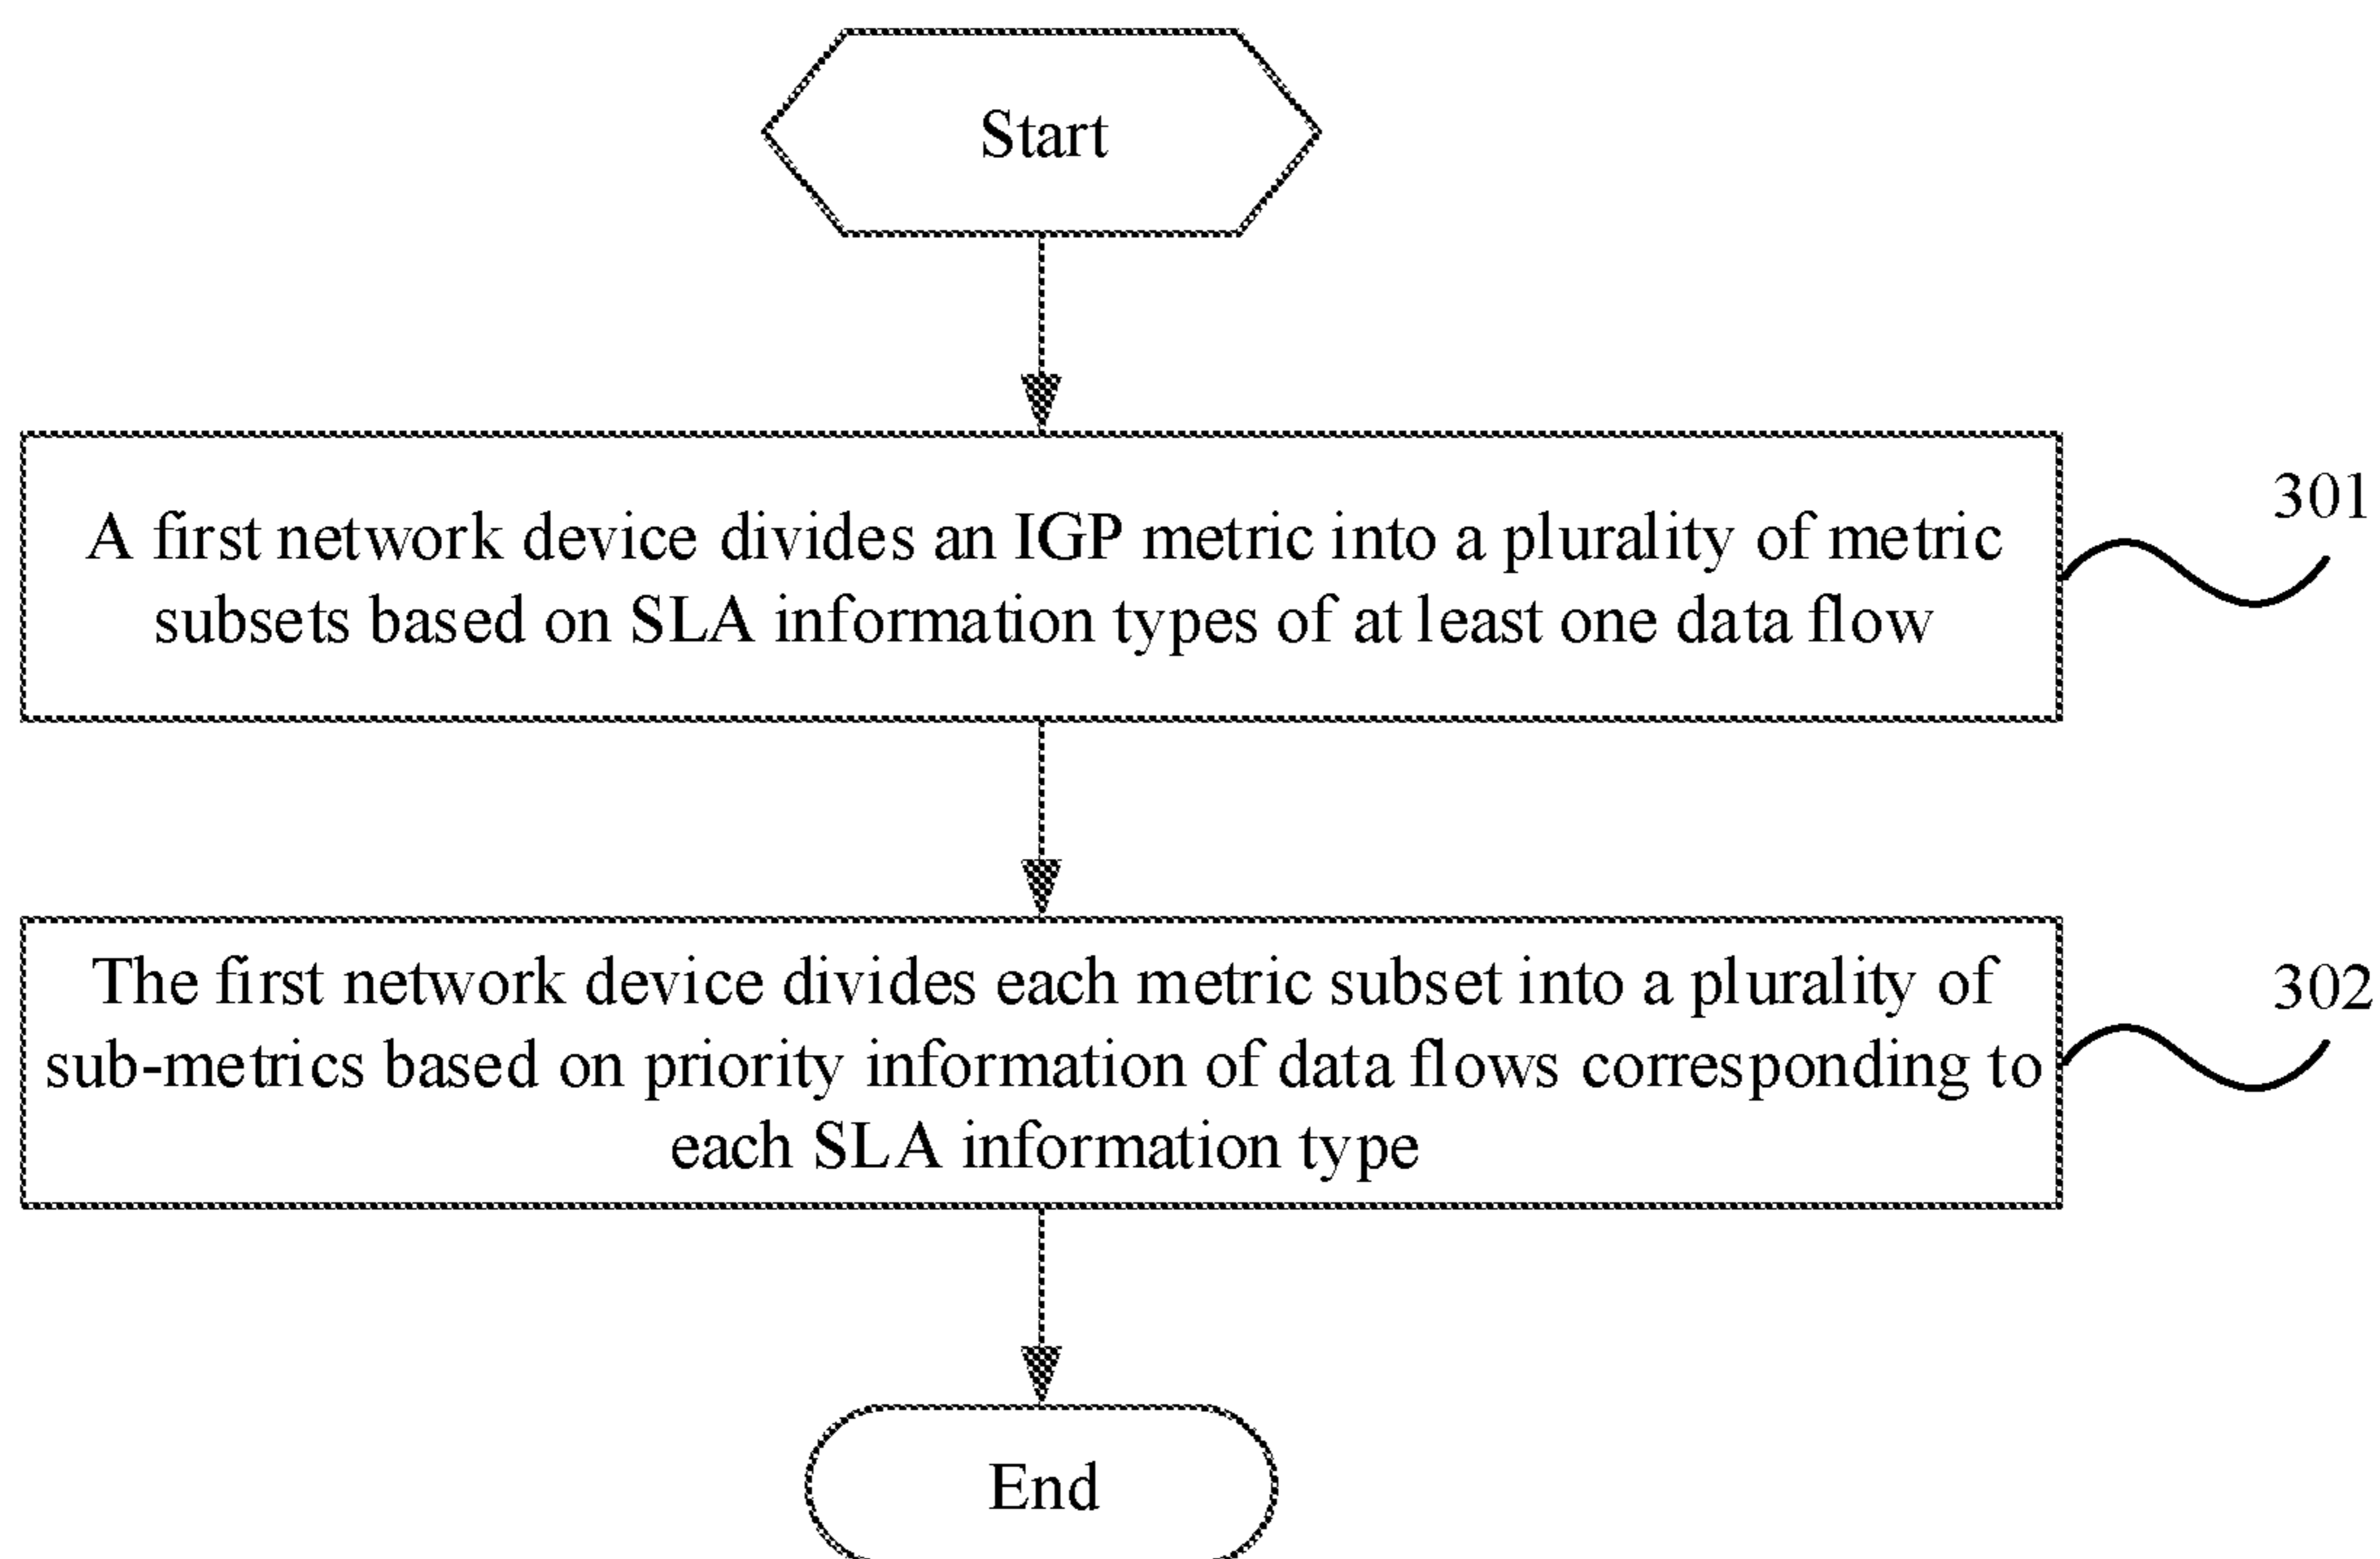 Start
A first network device divides an IGP metric into a plurality of metric
subsets based on SLA information types of at least one data flow
301
The first network device divides each metric subset into a plurality of
sub-metrics based on priority information of data flows corresponding to
each SLA information type
302
End